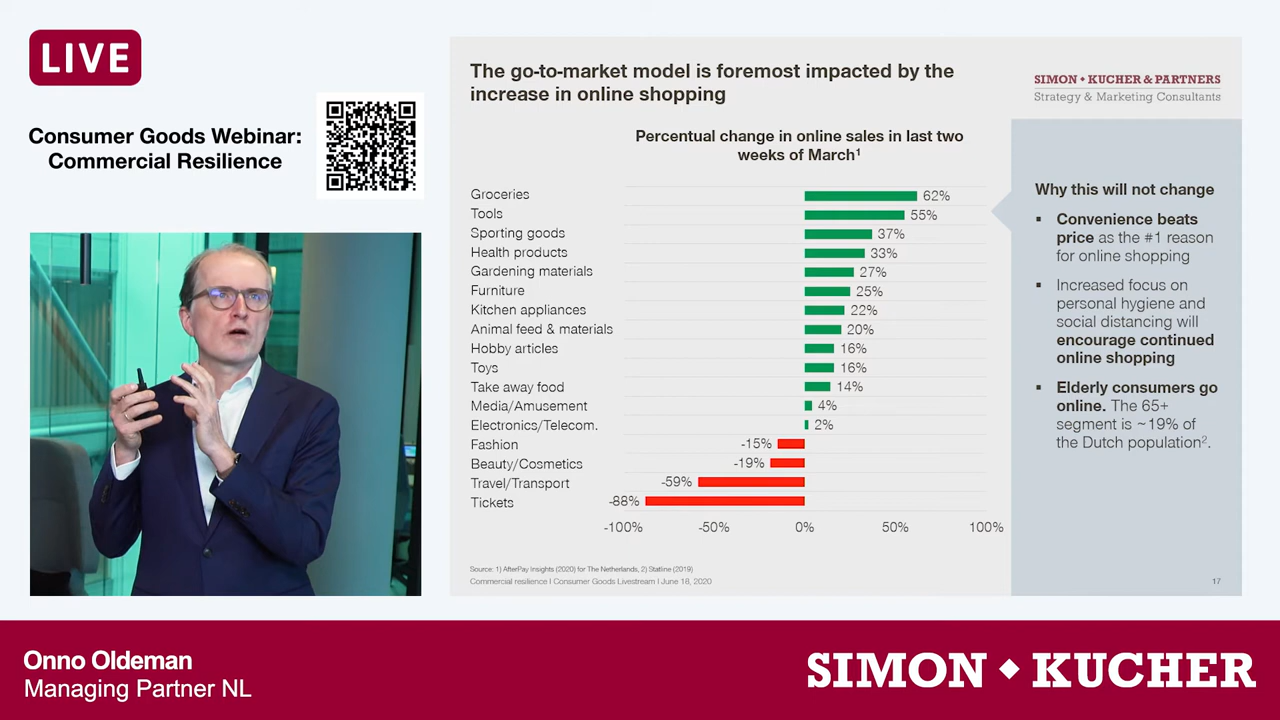 LIVE
Consumer Goods Webinar:
Commercial Resilience
The go-to-market model is foremost impacted by the
increase in online shopping
SIMON • KUCHER & PARTNERS
Strategy & Marketing Consultants
Percentual change in online sales in last two
weeks of March¹
Groceries 62%
Tools 55%
Sporting goods 37%
Health products 33%
Gardening materials 27%
Furniture 25%
Kitchen appliances 22%
Animal feed & materials 20%
Hobby articles 16%
Toys 16%
Take away food 14%
Media/Amusement 4%
Electronics/Telecom. 2%
Fashion -15%
Beauty/Cosmetics -19%
Travel/Transport -59%
Tickets -88%
-100% -50% 0% 50% 100%
Why this will not change
▪ Convenience beats
price as the #1 reason
for online shopping
▪ Increased focus on
personal hygiene and
social distancing will
encourage continued
online shopping
▪ Elderly consumers go
online. The 65+
segment is ~19% of
the Dutch population².
Source: 1) AfterPay Insights (2020) for The Netherlands, 2) Statline (2019)
Commercial resilience I Consumer Goods Livestream I June 18, 2020
17
Onno Oldeman
Managing Partner NL
SIMON ◆ KUCHER